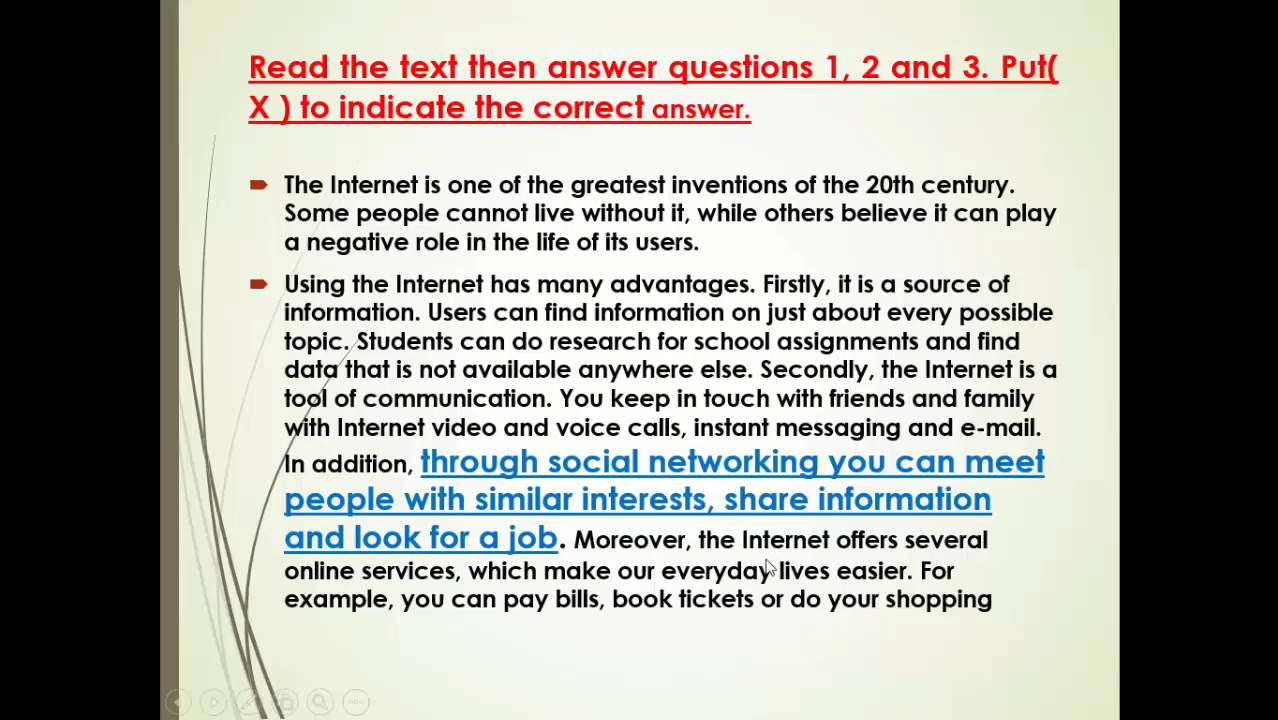 Read the text then answer questions 1, 2 and 3. Put(
X ) to indicate the correct answer.
The Internet is one of the greatest inventions of the 20th century.
Some people cannot live without it, while others believe it can play
a negative role in the life of its users.
Using the Internet has many advantages. Firstly, it is a source of
information. Users can find information on just about every possible
topic. Students can do research for school assignments and find
data that is not available anywhere else. Secondly, the Internet is a
tool of communication. You keep in touch with friends and family
with Internet video and voice calls, instant messaging and e-mail.
In addition, through social networking you can meet
people with similar interests, share information
and look for a job. Moreover, the Internet offers several
online services, which make our everyday lives easier. For
example, you can pay bills, book tickets or do your shopping